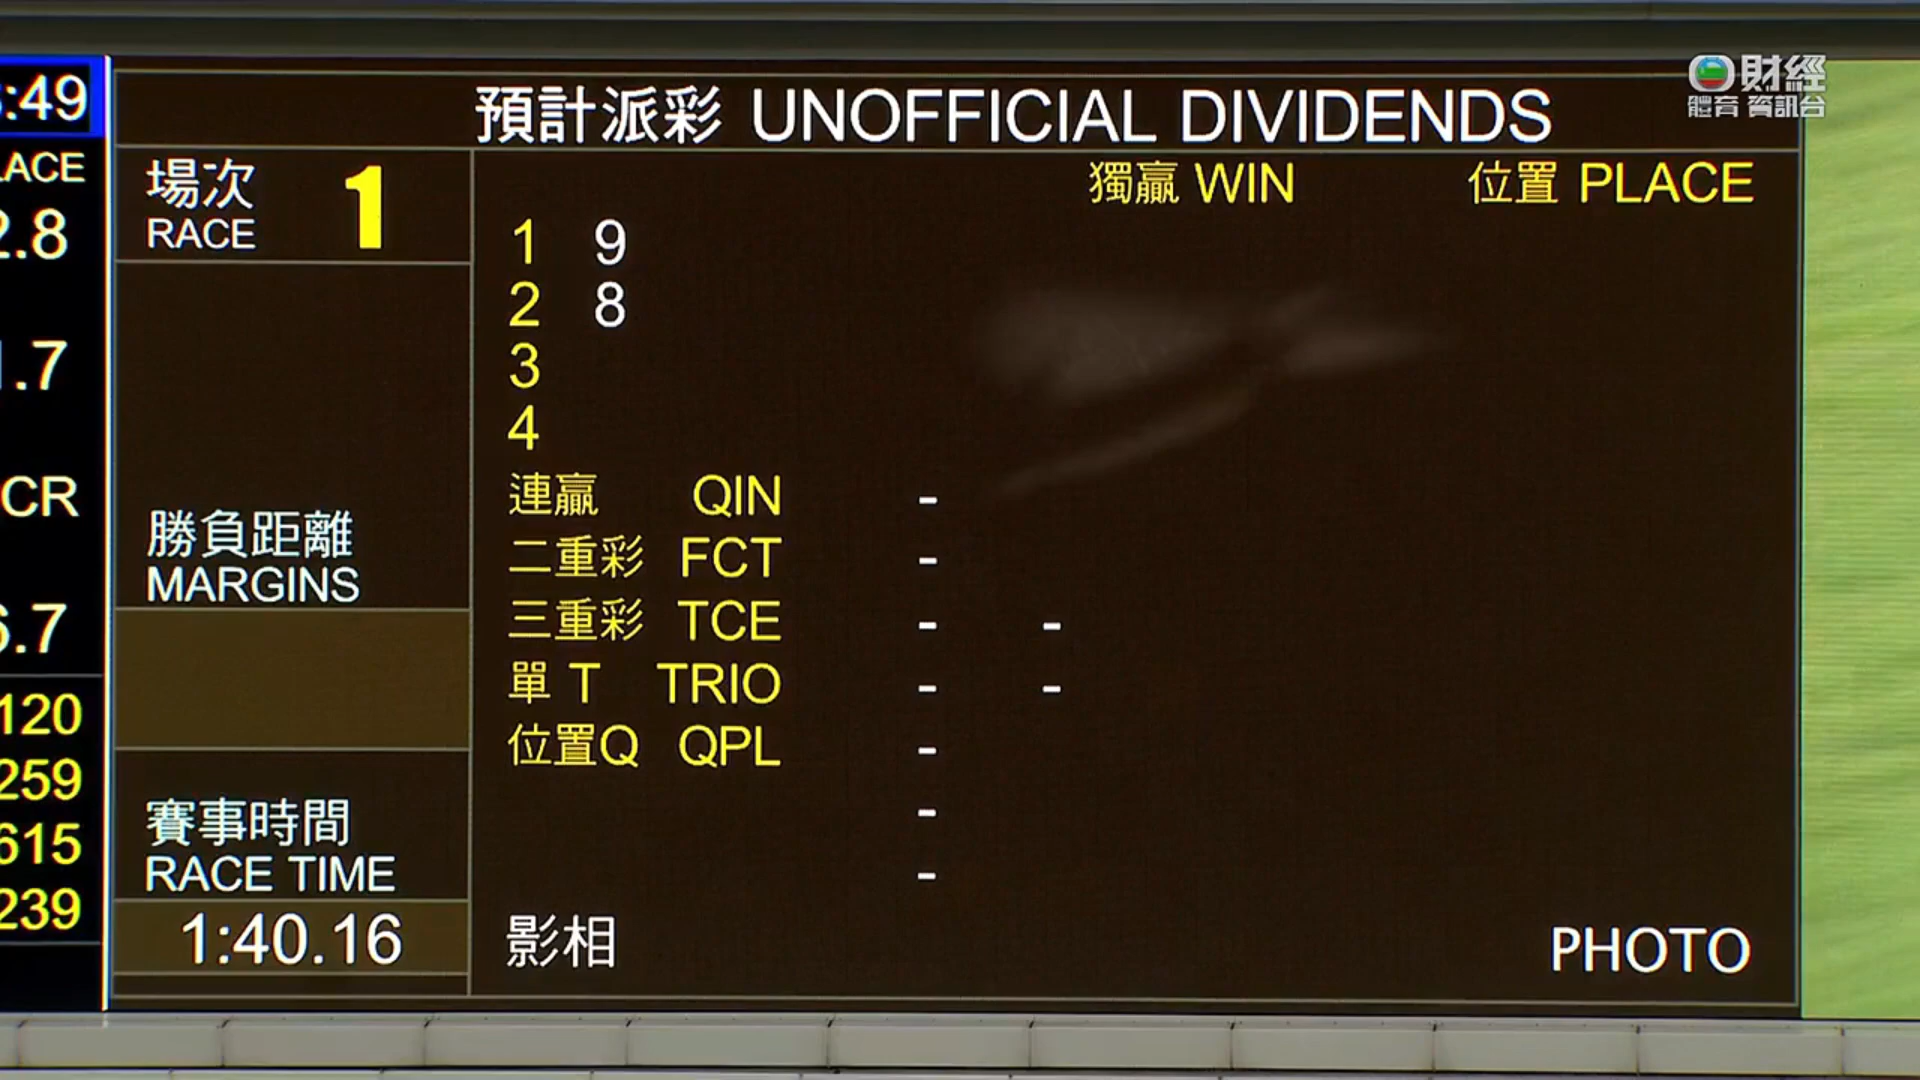 :49
LACE
2.8
.7
CR
6.7
120
259
615
239
預計派彩 UNOFFICIAL DIVIDENDS
場次
RACE 1
勝負距離
MARGINS
賽事時間
RACE TIME
1:40.16
獨贏 WIN 位置 PLACE
1 9
2 8
3
4
連贏 QIN -
二重彩 FCT -
三重彩 TCE - -
單 T TRIO - -
位置Q QPL -
-
-
影相 PHOTO
財經
體育 資訊台